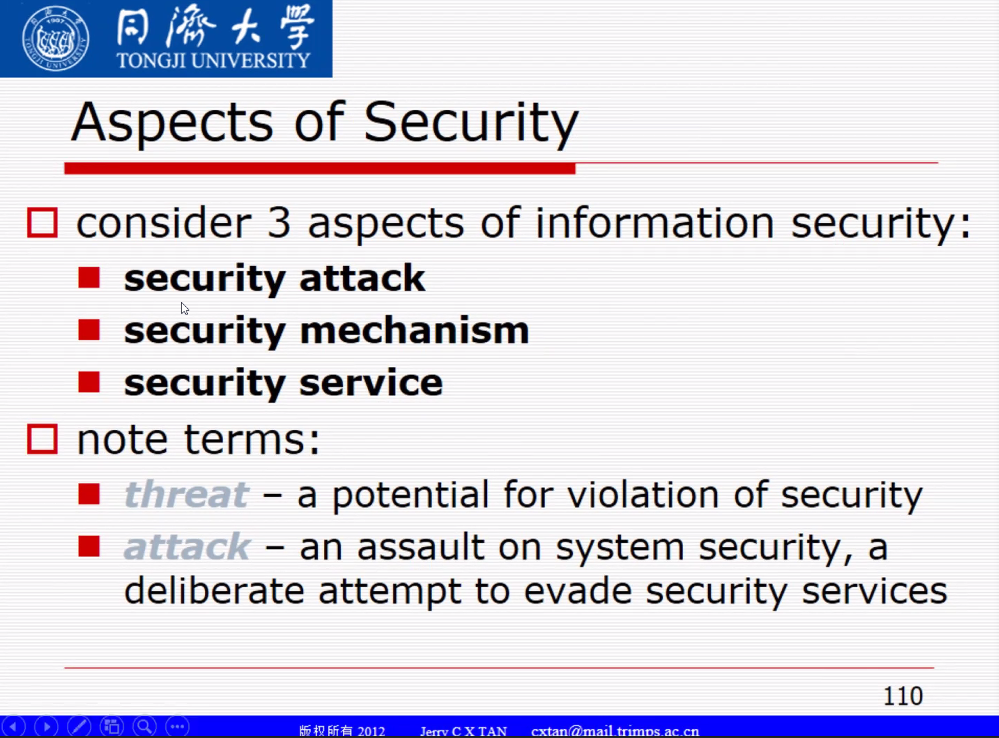 同濟大学
TONGJI UNIVERSITY
Aspects of Security
consider 3 aspects of information security:
security attack
security mechanism
security service
note terms:
threat – a potential for violation of security
attack – an assault on system security, a
deliberate attempt to evade security services
110
版权所有 2012 Jerry C X TAN cxtan@mail.trimps.ac.cn